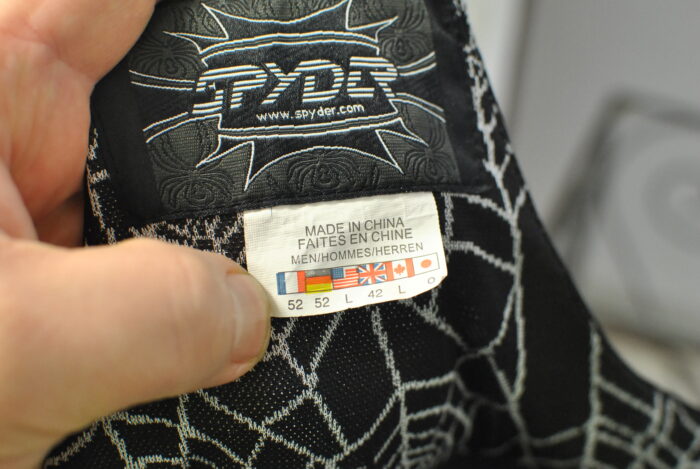 SPYDER
www.spyder.com
MADE IN CHINA
FAITES EN CHINE
MEN/HOMMES/HERREN
52 52 L 42 L O